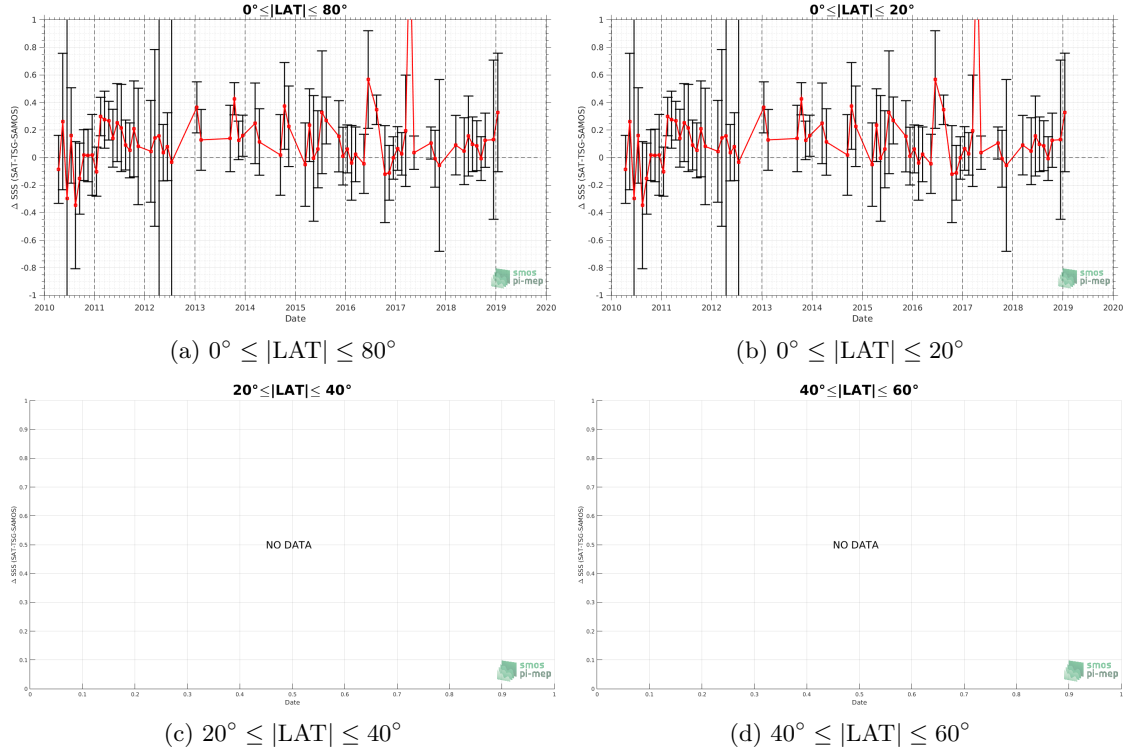 0°≤|LAT|≤ 80°
Δ SSS (SAT-TSG-SAMOS)
1
0.8
0.6
0.4
0.2
0
-0.2
-0.4
-0.6
-0.8
-1
2010 2011 2012 2013 2014 2015 2016 2017 2018 2019 2020
Date
smos
pi-mep
(a) 0° ≤ |LAT| ≤ 80°
0°≤|LAT|≤ 20°
Δ SSS (SAT-TSG-SAMOS)
1
0.8
0.6
0.4
0.2
0
-0.2
-0.4
-0.6
-0.8
-1
2010 2011 2012 2013 2014 2015 2016 2017 2018 2019 2020
Date
smos
pi-mep
(b) 0° ≤ |LAT| ≤ 20°
20°≤|LAT|≤ 40°
Δ SSS (SAT-TSG-SAMOS)
1
0.9
0.8
0.7
0.6
0.5
0.4
0.3
0.2
0.1
0
NO DATA
0 0.1 0.2 0.3 0.4 0.5 0.6 0.7 0.8 0.9 1
Date
smos
pi-mep
(c) 20° ≤ |LAT| ≤ 40°
40°≤|LAT|≤ 60°
Δ SSS (SAT-TSG-SAMOS)
1
0.9
0.8
0.7
0.6
0.5
0.4
0.3
0.2
0.1
0
NO DATA
0 0.1 0.2 0.3 0.4 0.5 0.6 0.7 0.8 0.9 1
Date
smos
pi-mep
(d) 40° ≤ |LAT| ≤ 60°